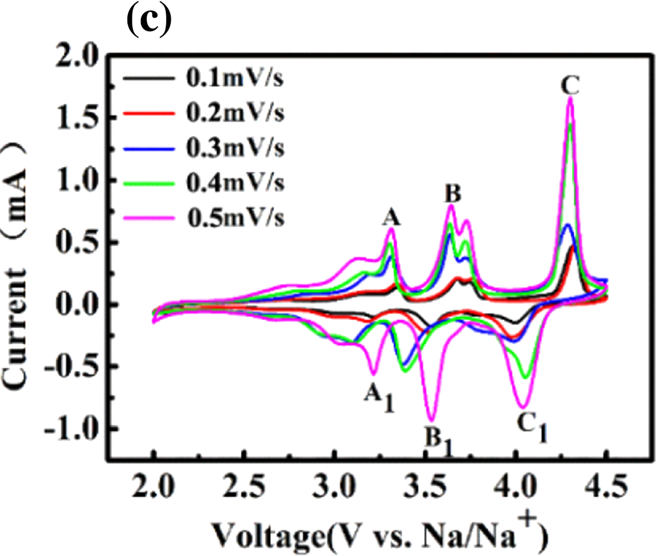 (c)
2.0
1.5
1.0
0.5
0.0
-0.5
-1.0
Current (mA)
0.1mV/s
0.2mV/s
0.3mV/s
0.4mV/s
0.5mV/s
A
B
C
A1
B1
C1
2.0 2.5 3.0 3.5 4.0 4.5
Voltage(V vs. Na/Na+)